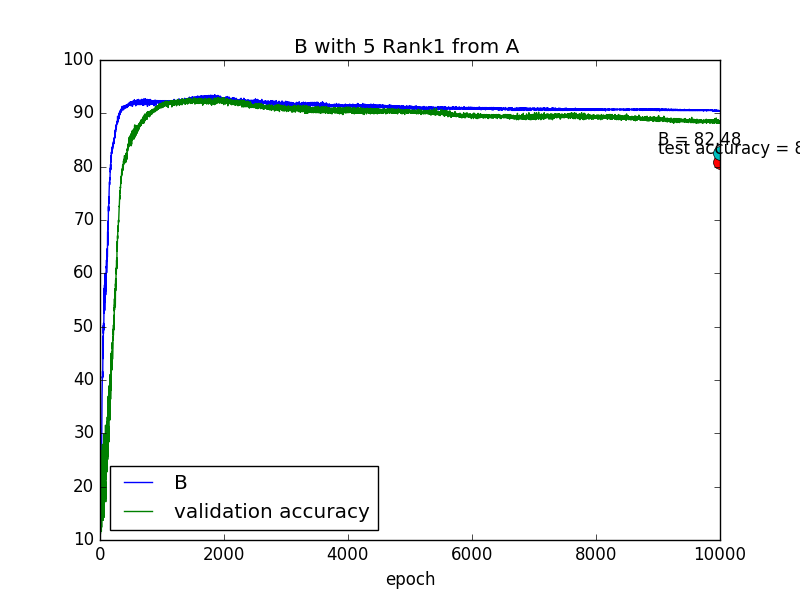 B with 5 Rank1 from A
100
90
80
70
60
50
40
30
20
10
B = 82.48
test accuracy = 8
B
validation accuracy
0
2000
4000
6000
8000
10000
epoch